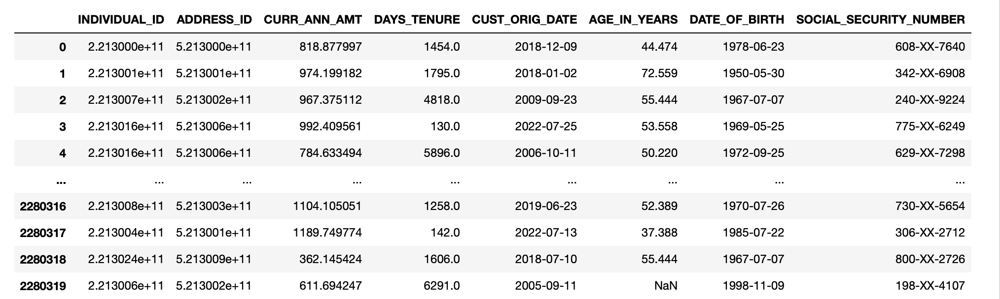 INDIVIDUAL_ID ADDRESS_ID CURR_ANN_AMT DAYS_TENURE CUST_ORIG_DATE AGE_IN_YEARS DATE_OF_BIRTH SOCIAL_SECURITY_NUMBER
0 2.213000e+11 5.213000e+11 818.877997 1454.0 2018-12-09 44.474 1978-06-23 608-XX-7640
1 2.213001e+11 5.213001e+11 974.199182 1795.0 2018-01-02 72.559 1950-05-30 342-XX-6908
2 2.213007e+11 5.213002e+11 967.375112 4818.0 2009-09-23 55.444 1967-07-07 240-XX-9224
3 2.213016e+11 5.213006e+11 992.409561 130.0 2022-07-25 53.558 1969-05-25 775-XX-6249
4 2.213016e+11 5.213006e+11 784.633494 5896.0 2006-10-11 50.220 1972-09-25 629-XX-7298
... ... ... ... ... ... ... ... ...
2280316 2.213008e+11 5.213003e+11 1104.105051 1258.0 2019-06-23 52.389 1970-07-26 730-XX-5654
2280317 2.213004e+11 5.213001e+11 1189.749774 142.0 2022-07-13 37.388 1985-07-22 306-XX-2712
2280318 2.213024e+11 5.213009e+11 362.145424 1606.0 2018-07-10 55.444 1967-07-07 800-XX-2726
2280319 2.213006e+11 5.213002e+11 611.694247 6291.0 2005-09-11 NaN 1998-11-09 198-XX-4107